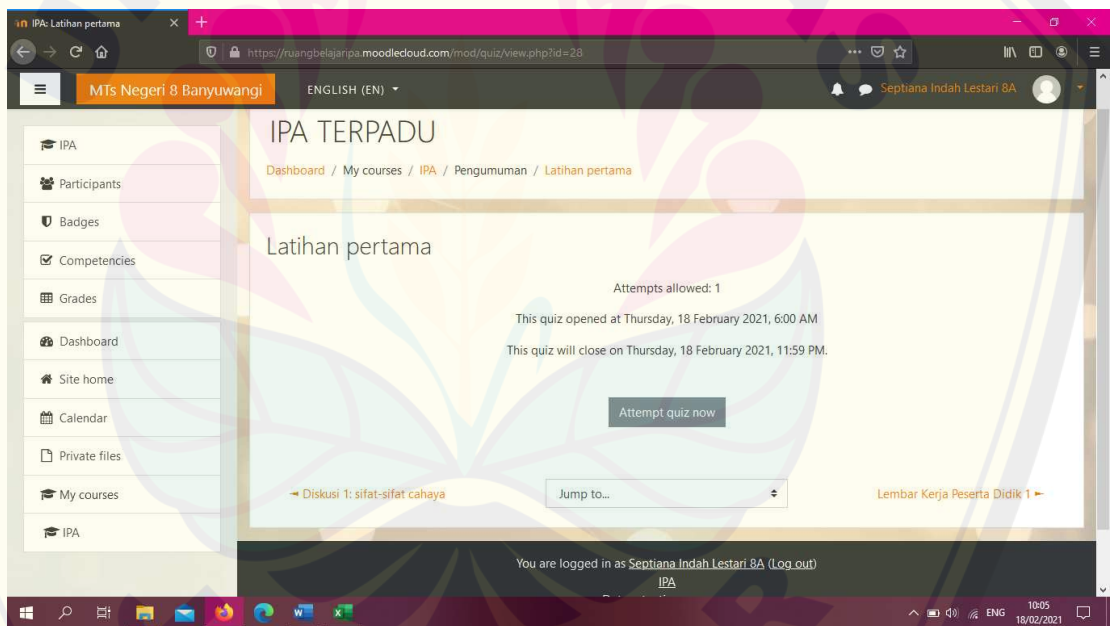 IPA: Latihan pertama
https://ruangbelajaripa.moodlecloud.com/mod/quiz/view.php?id=28
MTs Negeri 8 Banyuwangi
ENGLISH (EN)
Septiana Indah Lestari 8A
IPA
Participants
Badges
Competencies
Grades
Dashboard
Site home
Calendar
Private files
My courses
IPA
IPA TERPADU
Dashboard / My courses / IPA / Pengumuman / Latihan pertama
Latihan pertama
Attempts allowed: 1
This quiz opened at Thursday, 18 February 2021, 6:00 AM
This quiz will close on Thursday, 18 February 2021, 11:59 PM.
Attempt quiz now
◄ Diskusi 1: sifat-sifat cahaya
Jump to...
Lembar Kerja Peserta Didik 1 ►
You are logged in as Septiana Indah Lestari 8A (Log out)
IPA
ENG
10:05
18/02/2021